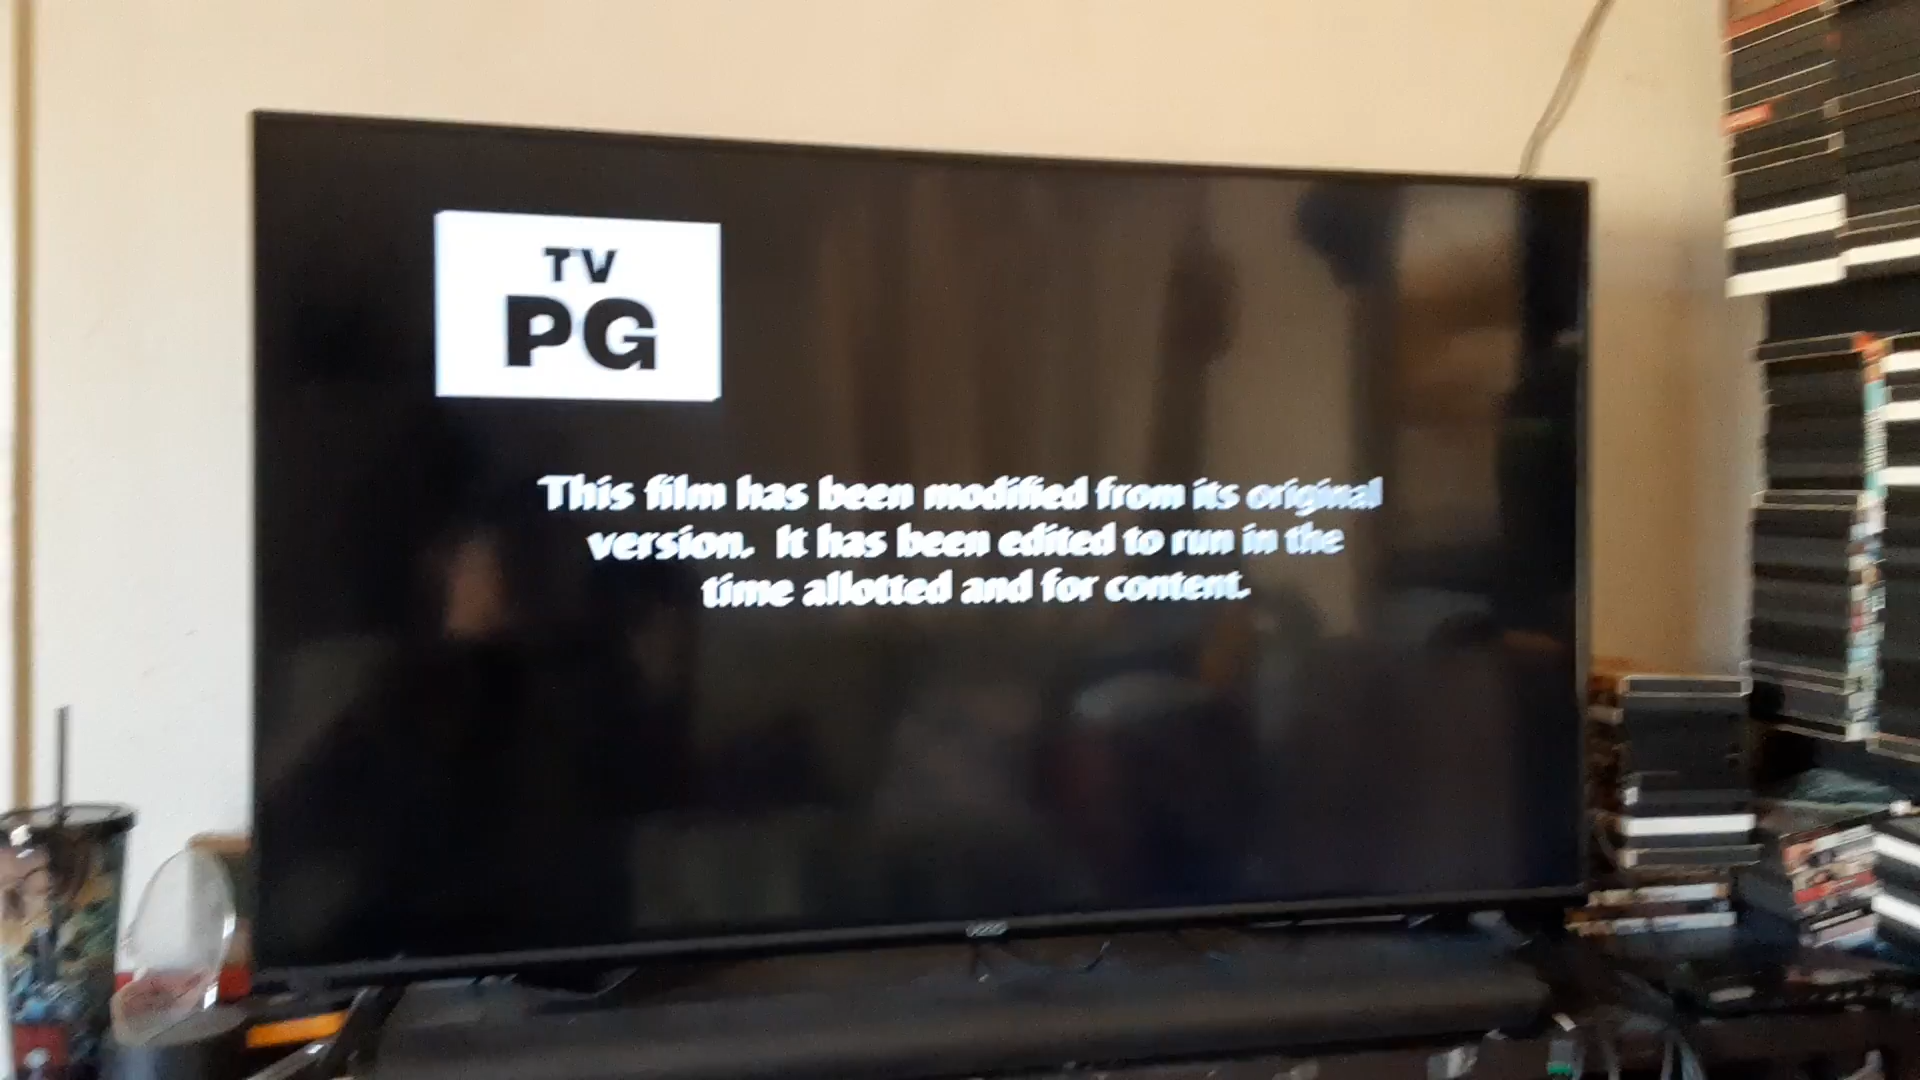 TV
PG
This film has been modified from its original
version.  It has been edited to run in the
time allotted and for content.